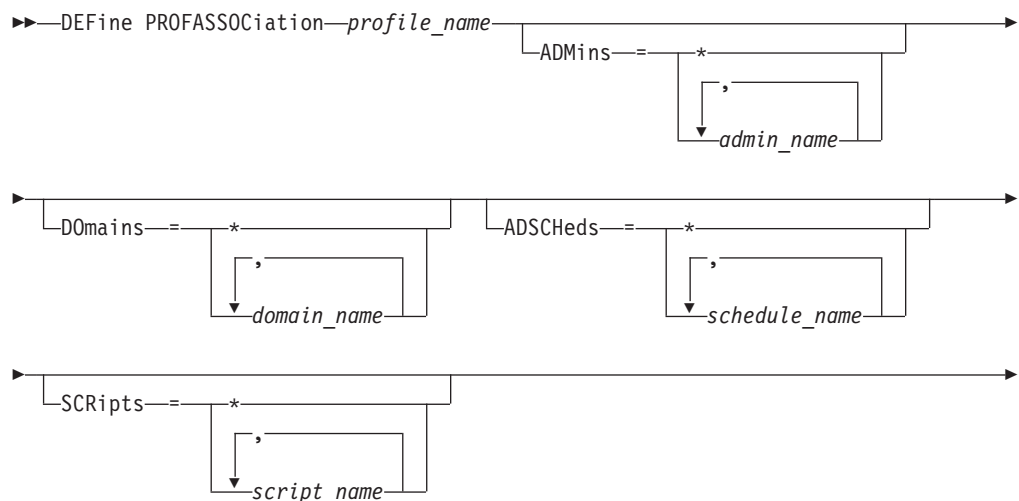 DEFine PROFASSOCiation profile_name
ADMins = *
,
admin_name
DOmains = *
,
domain_name
ADSCHeds = *
,
schedule_name
SCRipts = *
,
script_name